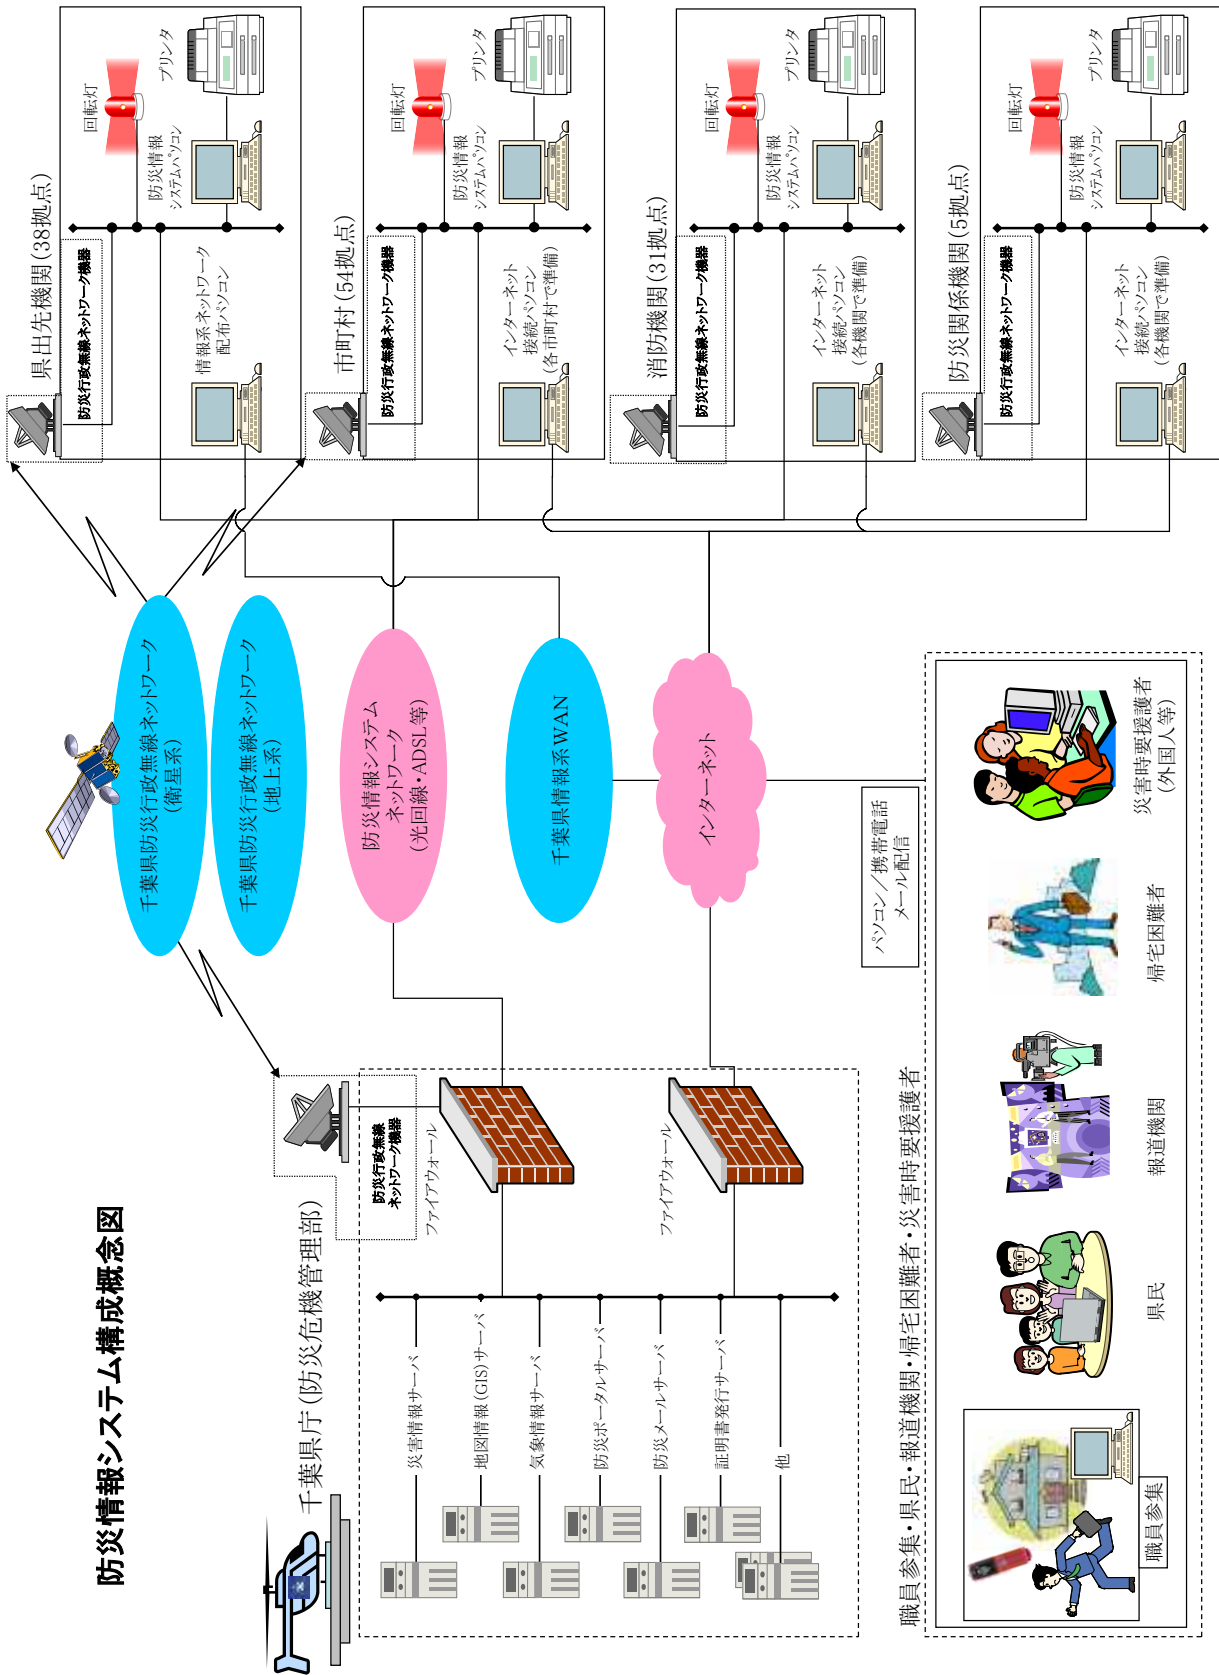 防災情報システム構成概念図
千葉県庁(防災危機管理部)
防災行政無線
ネットワーク機器
ファイアウォール
ファイアウォール
災害情報サーバ
地図情報(GIS)サーバ
気象情報サーバ
防災ポータルサーバ
防災メールサーバ
証明書発行サーバ
他
千葉県防災行政無線ネットワーク
(衛星系)
千葉県防災行政無線ネットワーク
(地上系)
防災情報システム
ネットワーク
(光回線・ADSL等)
千葉県情報系WAN
インターネット
県出先機関(38拠点)
防災行政無線ネットワーク機器
回転灯
防災情報
システムパソコン
プリンタ
情報系ネットワーク
配布パソコン
市町村(54拠点)
防災行政無線ネットワーク機器
回転灯
防災情報
システムパソコン
プリンタ
インターネット
接続パソコン
(各市町村で準備)
消防機関(31拠点)
防災行政無線ネットワーク機器
回転灯
防災情報
システムパソコン
プリンタ
インターネット
接続パソコン
(各機関で準備)
防災関係機関(5拠点)
防災行政無線ネットワーク機器
回転灯
防災情報
システムパソコン
プリンタ
インターネット
接続パソコン
(各機関で準備)
パソコン/携帯電話
メール配信
職員参集・県民・報道機関・帰宅困難者・災害時要援護者
職員参集
県民
報道機関
帰宅困難者
災害時要援護者
(外国人等)